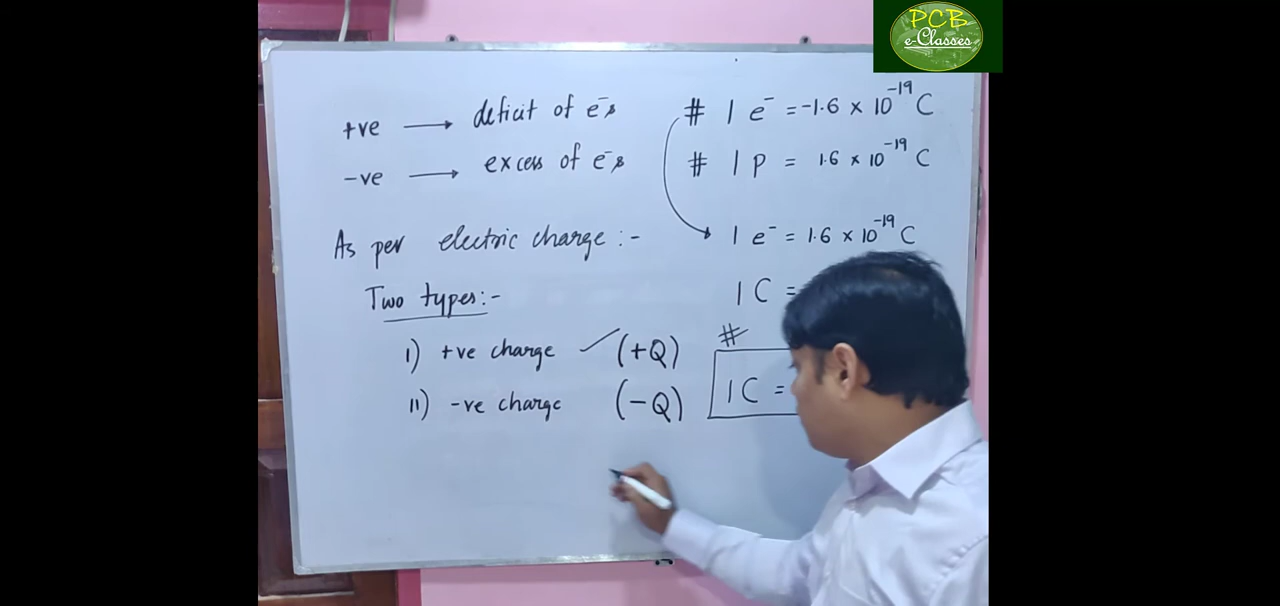 PCB
e-Classes
+ve → deficit of e⁻s
-ve → excess of e⁻s
As per electric charge :-
Two types:-
I) +ve charge ✓ (+Q)
II) -ve charge (-Q)
# 1 e⁻ = -1.6 × 10⁻¹⁹ C
# 1 P = 1.6 × 10⁻¹⁹ C
1 e⁻ = 1.6 × 10⁻¹⁹ C
1 C =
#
1 C =